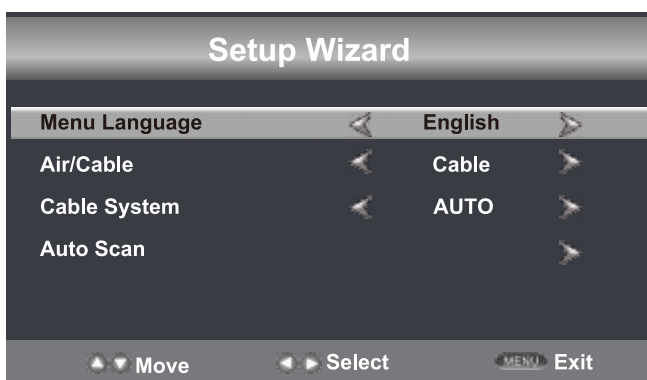 Setup Wizard
Menu Language English
Air/Cable Cable
Cable System AUTO
Auto Scan
Move Select MENU Exit